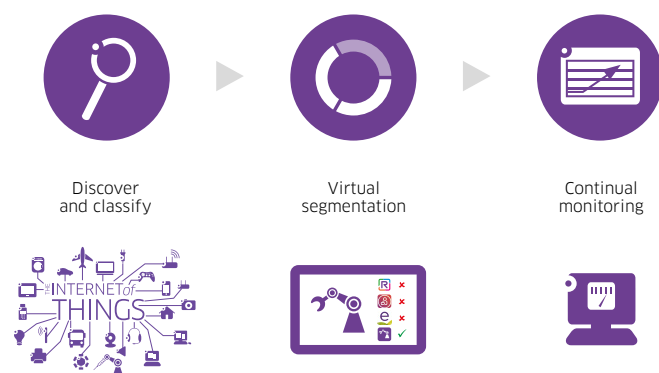 Discover
and classify
Virtual
segmentation
Continual
monitoring
THE INTERNET of
THINGS
R
e